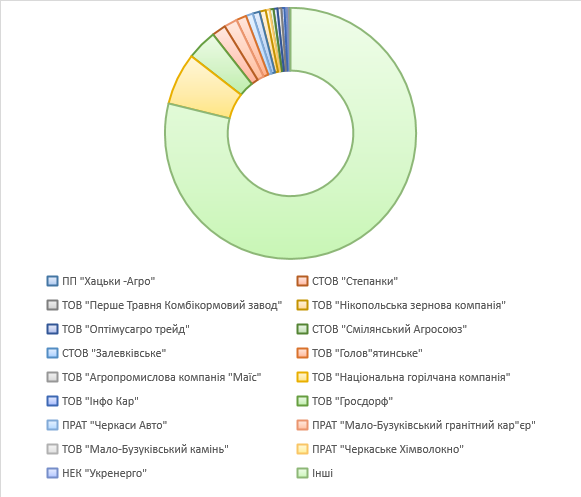 ПП "Хацьки -Агро"
СТОВ "Степанки"
ТОВ "Перше Травня Комбікормовий завод"
ТОВ "Нікопольська зернова компанія"
ТОВ "Оптімусагро трейд"
СТОВ "Смілянський Агросоюз"
СТОВ "Залевківське"
ТОВ "Голов"ятинське"
ТОВ "Агропромислова компанія "Маїс"
ТОВ "Національна горілчана компанія"
ТОВ "Інфо Кар"
ТОВ "Гросдорф"
ПРАТ "Черкаси Авто"
ПРАТ "Мало-Бузуківський гранітний кар"єр"
ТОВ "Мало-Бузуківський камінь"
ПРАТ "Черкаське Хімволокно"
НЕК "Укренерго"
Інші